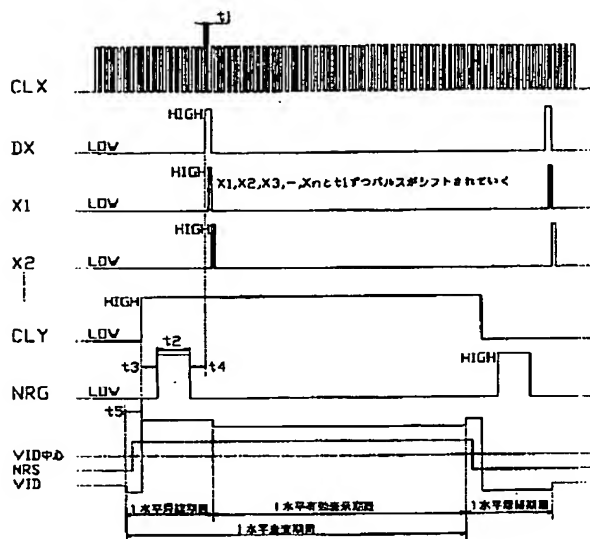 t1
CLX
HIGH
DX LOW
HIGH X1,X2,X3,-,Xnとt1ずつパルスがシフトされていく
X1 LOW
HIGH
X2 LOW
HIGH
CLY LOW
t2
t3 t4 HIGH
NRG LOW
t5
VID中心
NRS
VID
1水平帰線期間 1水平有効表示期間 1水平帰線期間
1水平走査期間